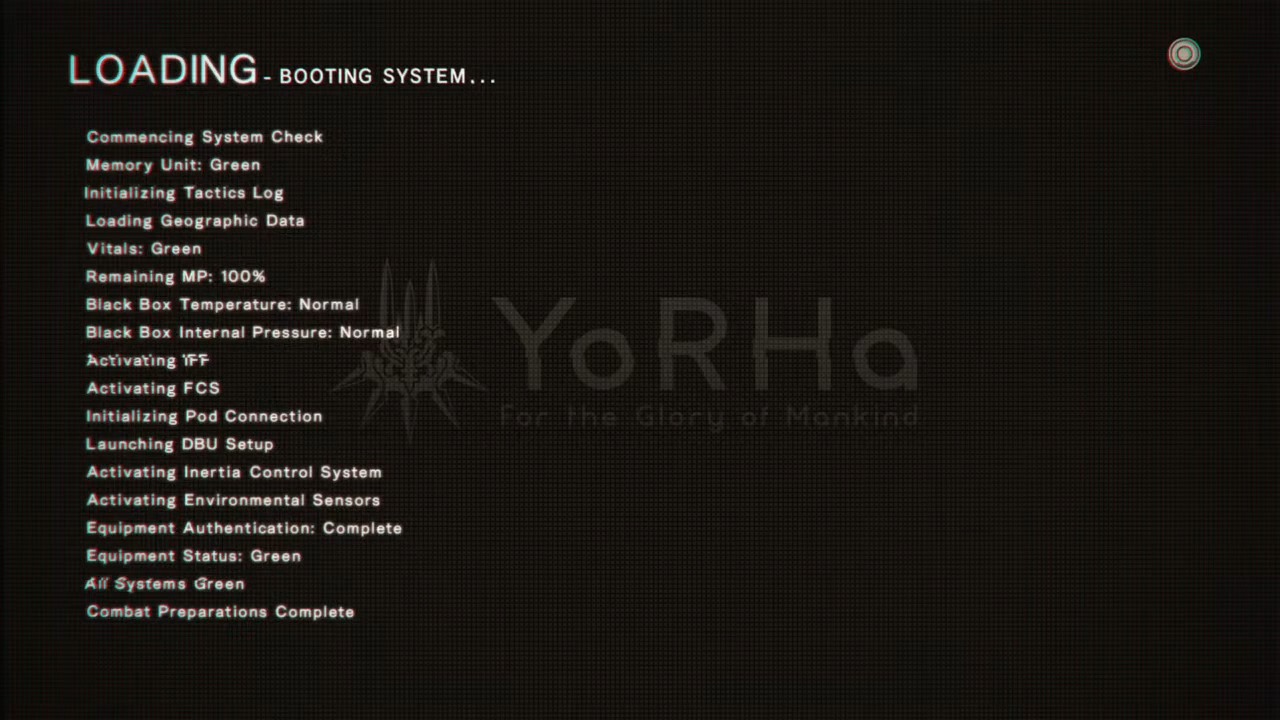 LOADING - BOOTING SYSTEM...
Commencing System Check
Memory Unit: Green
Initializing Tactics Log
Loading Geographic Data
Vitals: Green
Remaining MP: 100%
Black Box Temperature: Normal
Black Box Internal Pressure: Normal
Activating IFF
Activating FCS
Initializing Pod Connection
Launching DBU Setup
Activating Inertia Control System
Activating Environmental Sensors
Equipment Authentication: Complete
Equipment Status: Green
All Systems Green
Combat Preparations Complete
YoRHa
For the Glory of Mankind